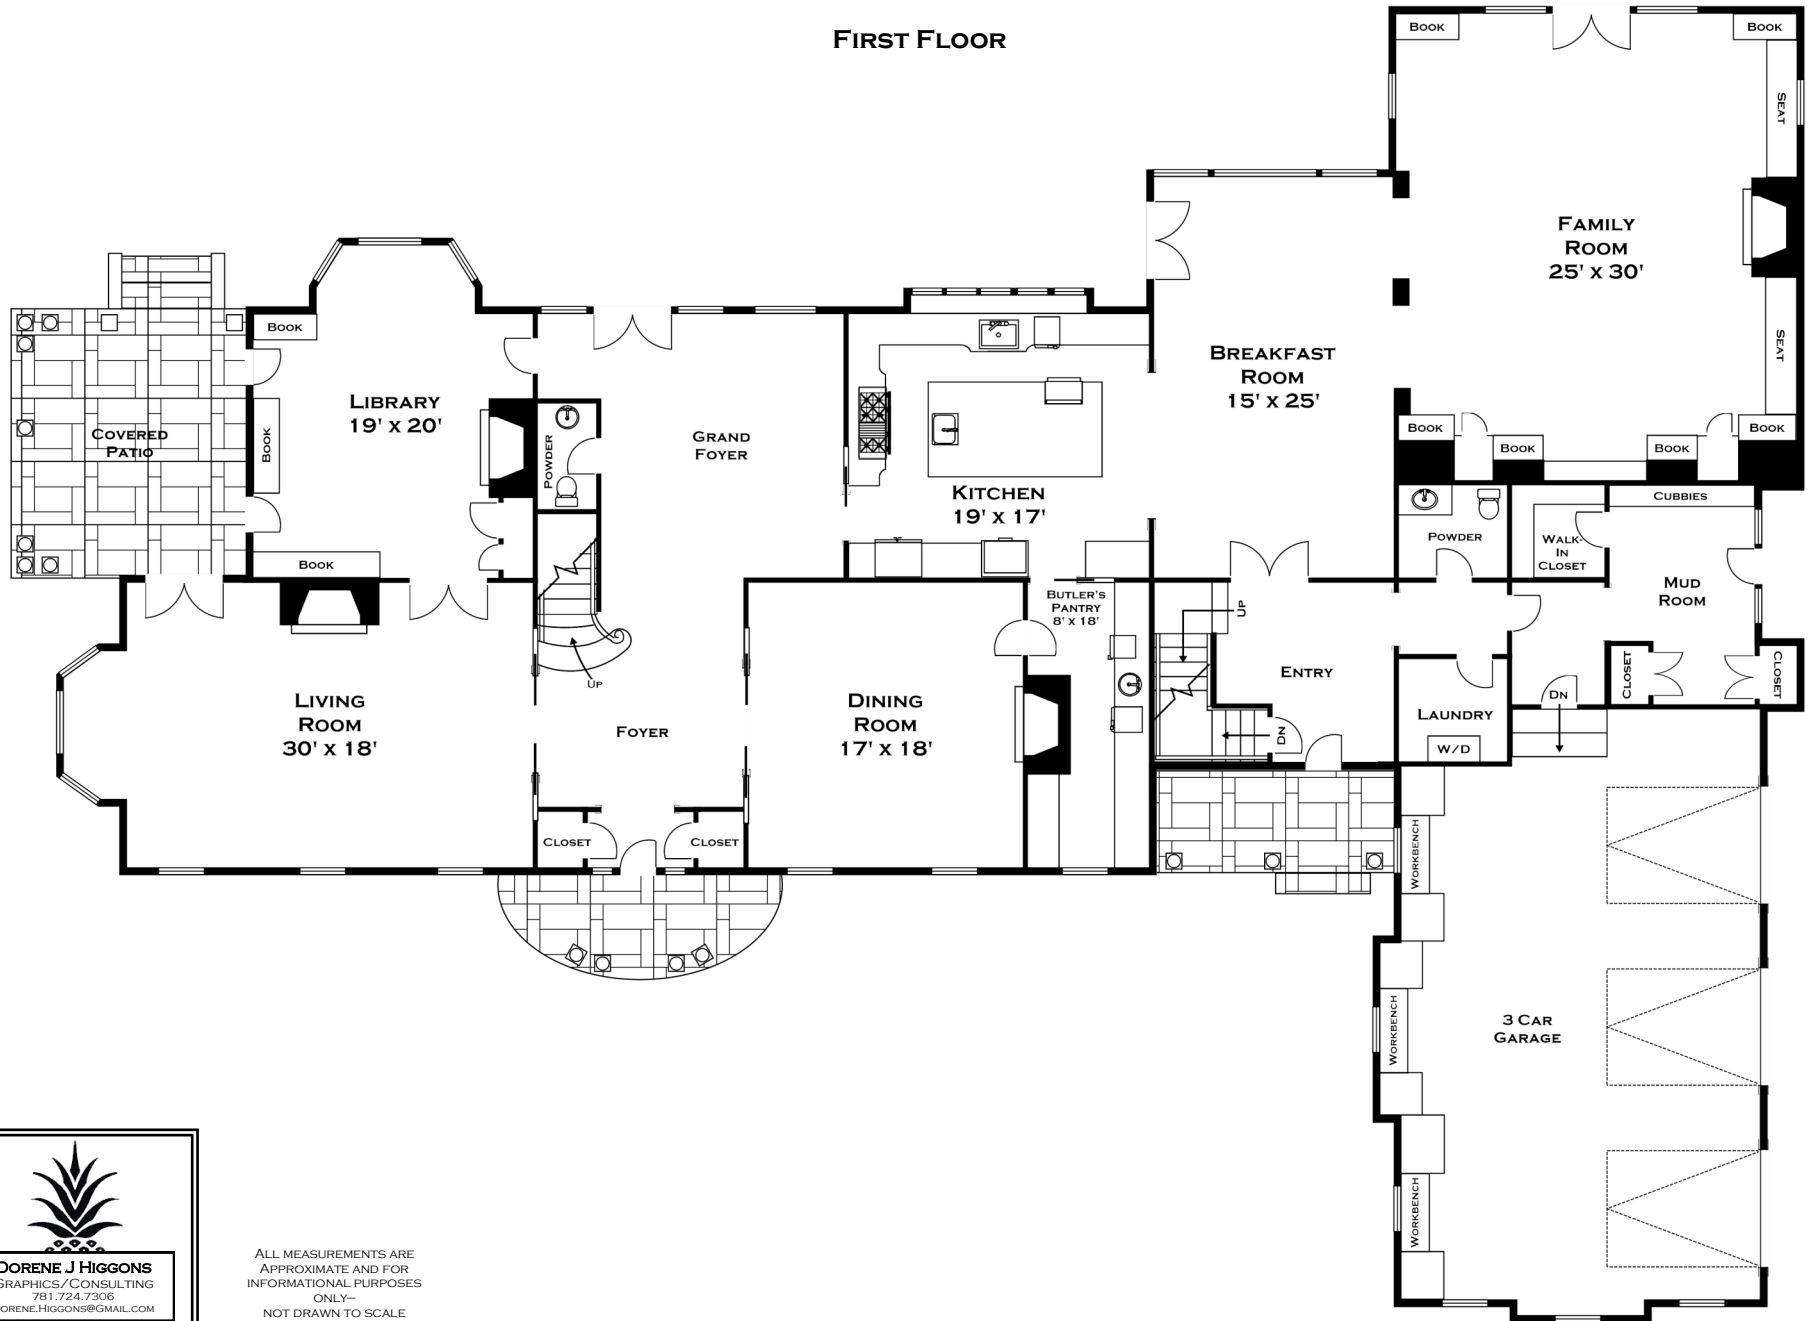 FIRST FLOOR
BOOK
BOOK
SEAT
FAMILY
ROOM
25' x 30'
SEAT
BOOK
BOOK
BOOK
BOOK
BREAKFAST
ROOM
15' x 25'
BOOK
LIBRARY
19' x 20'
COVERED
PATIO
BOOK
BOOK
POWDER
GRAND
FOYER
KITCHEN
19' x 17'
CUBBIES
POWDER
WALK-
IN
CLOSET
MUD
ROOM
BUTLER'S
PANTRY
8' x 18'
UP
ENTRY
CLOSET
CLOSET
DN
LIVING
ROOM
30' x 18'
UP
FOYER
DINING
ROOM
17' x 18'
DN
LAUNDRY
W/D
CLOSET
CLOSET
WORKBENCH
WORKBENCH
3 CAR
GARAGE
WORKBENCH
DORENE J HIGGONS
GRAPHICS/CONSULTING
781.724.7306
DORENE.HIGGONS@GMAIL.COM
ALL MEASUREMENTS ARE
APPROXIMATE AND FOR
INFORMATIONAL PURPOSES
ONLY–
NOT DRAWN TO SCALE